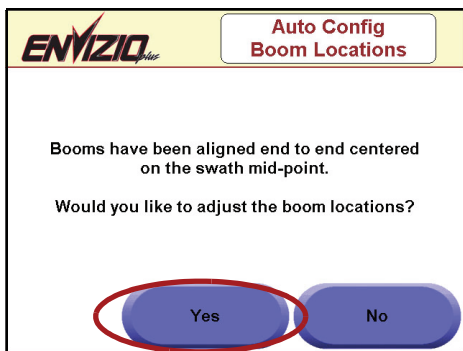 ENVIZIO plus
Auto Config
Boom Locations
Booms have been aligned end to end centered
on the swath mid-point.
Would you like to adjust the boom locations?
Yes
No